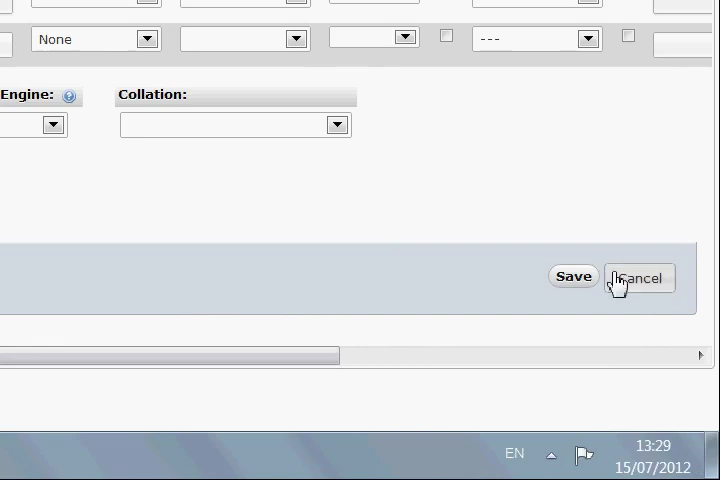 None
---
Engine:
Collation:
Save
Cancel
EN
13:29
15/07/2012